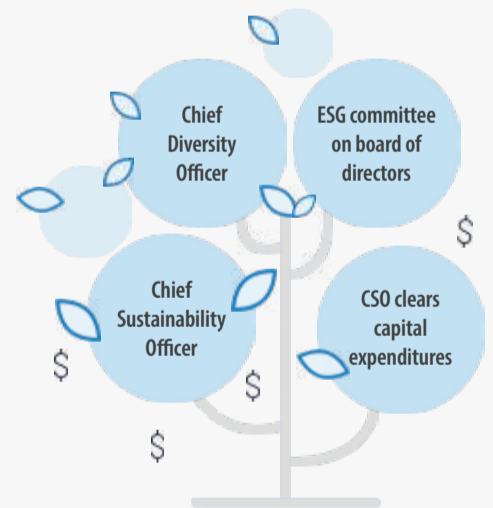 Chief
Diversity
Officer
ESG committee
on board of
directors
$
Chief
Sustainability
Officer
CSO clears
capital
expenditures
$
$
$